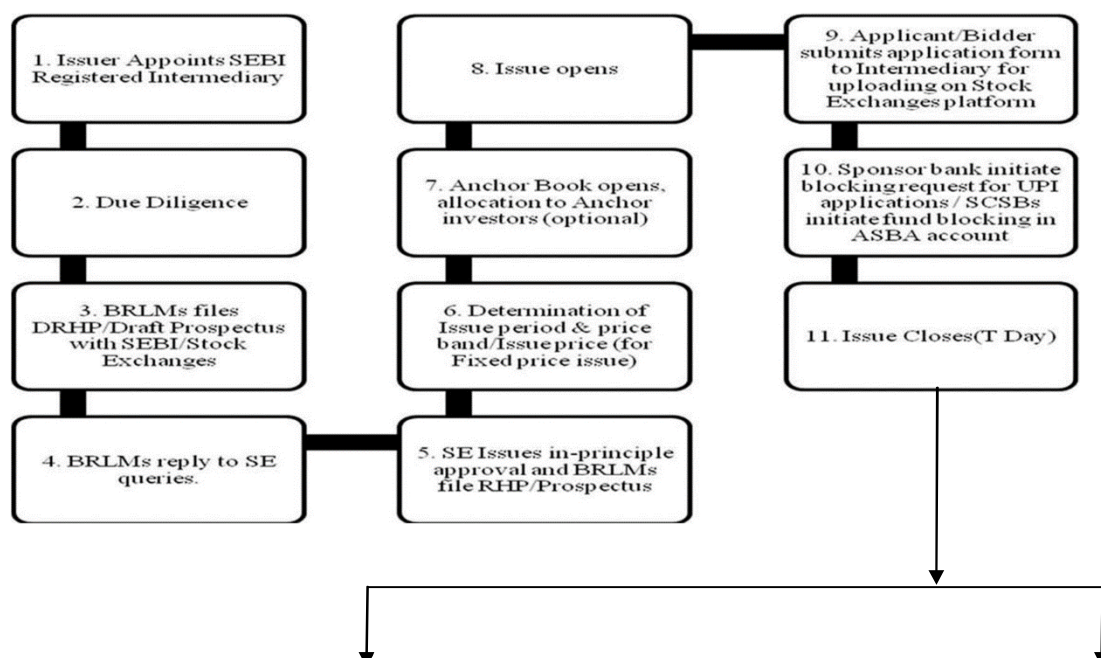 1. Issuer Appoints SEBI
Registered Intermediary
2. Due Diligence
3. BRLMs files
DRHP/Draft Prospectus
with SEBI/Stock
Exchanges
4. BRLMs reply to SE
queries.
5. SE Issues in-principle
approval and BRLMs
file RHP/Prospectus
6. Determination of
Issue period & price
band/Issue price (for
Fixed price issue)
7. Anchor Book opens,
allocation to Anchor
investors (optional)
8. Issue opens
9. Applicant/Bidder
submits application form
to Intermediary for
uploading on Stock
Exchanges platform
10. Sponsor bank initiate
blocking request for UPI
applications / SCSBs
initiate fund blocking in
ASBA account
11. Issue Closes(T Day)